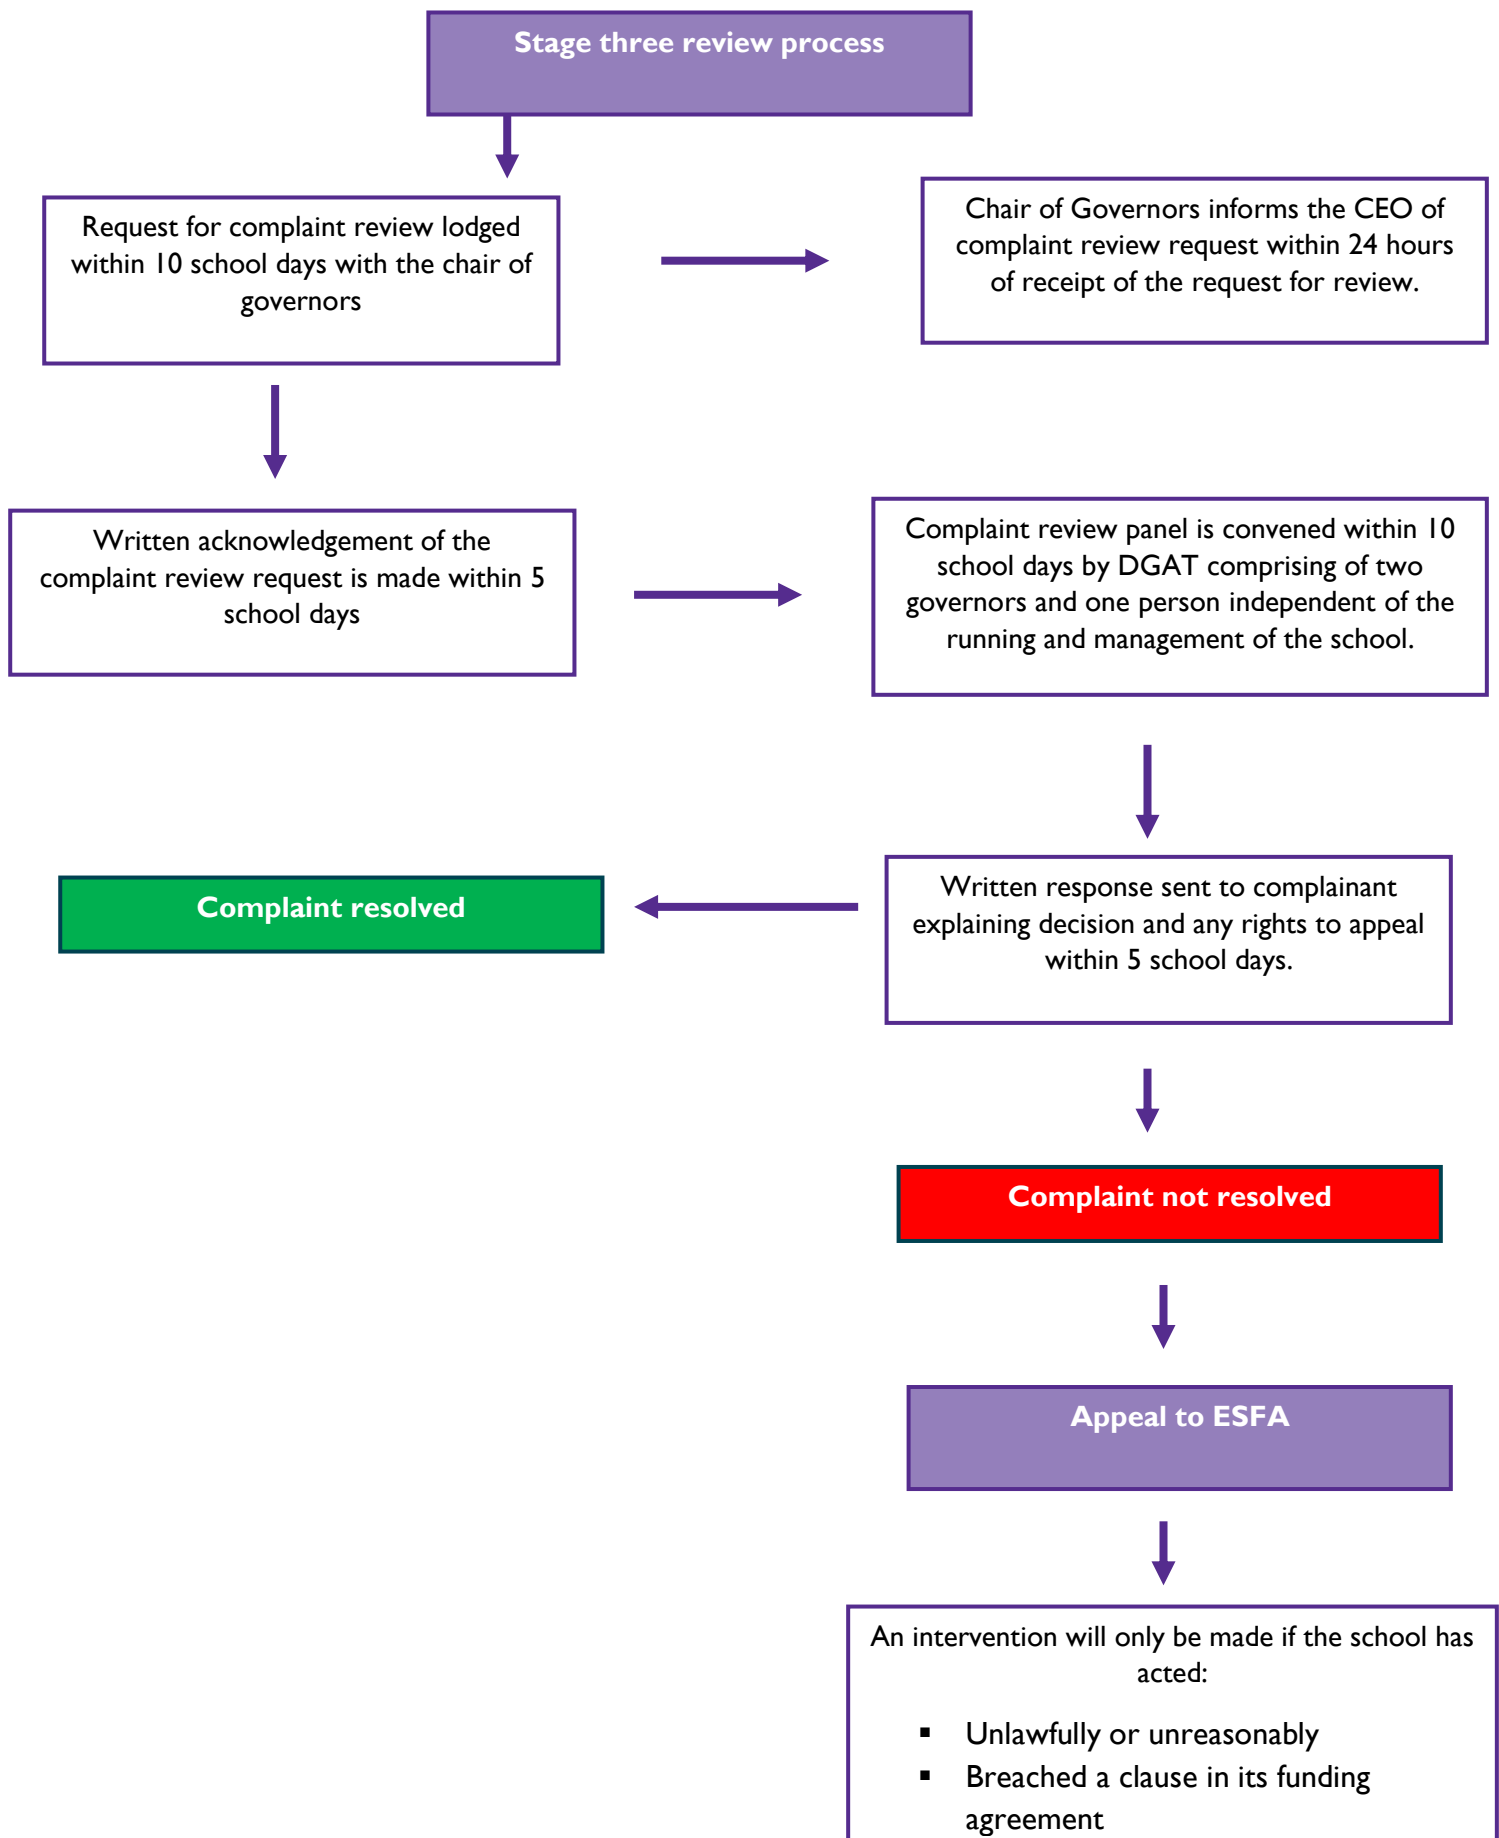 Stage three review process
Request for complaint review lodged
within 10 school days with the chair of
governors
Chair of Governors informs the CEO of
complaint review request within 24 hours
of receipt of the request for review.
Written acknowledgement of the
complaint review request is made within 5
school days
Complaint review panel is convened within 10
school days by DGAT comprising of two
governors and one person independent of the
running and management of the school.
Written response sent to complainant
explaining decision and any rights to appeal
within 5 school days.
Complaint resolved
Complaint not resolved
Appeal to ESFA
An intervention will only be made if the school has
acted:
▪ Unlawfully or unreasonably
▪ Breached a clause in its funding
agreement